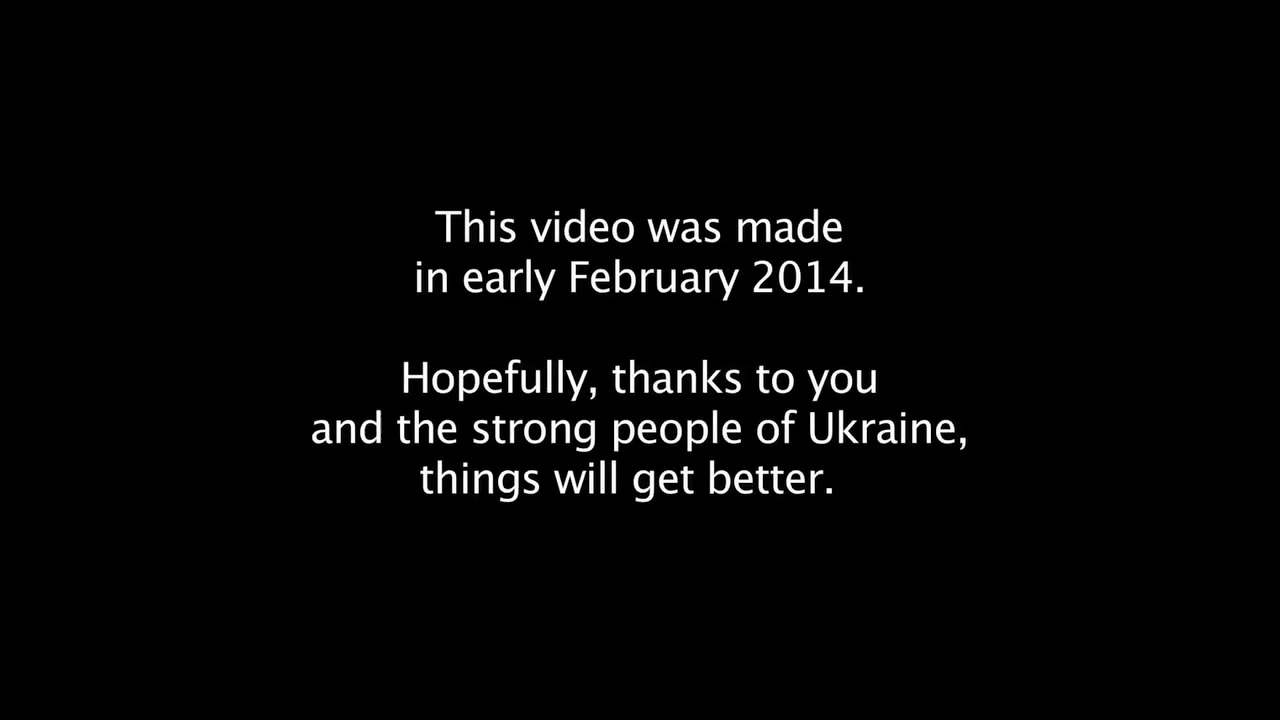 This video was made
in early February 2014.
Hopefully, thanks to you
and the strong people of Ukraine,
things will get better.